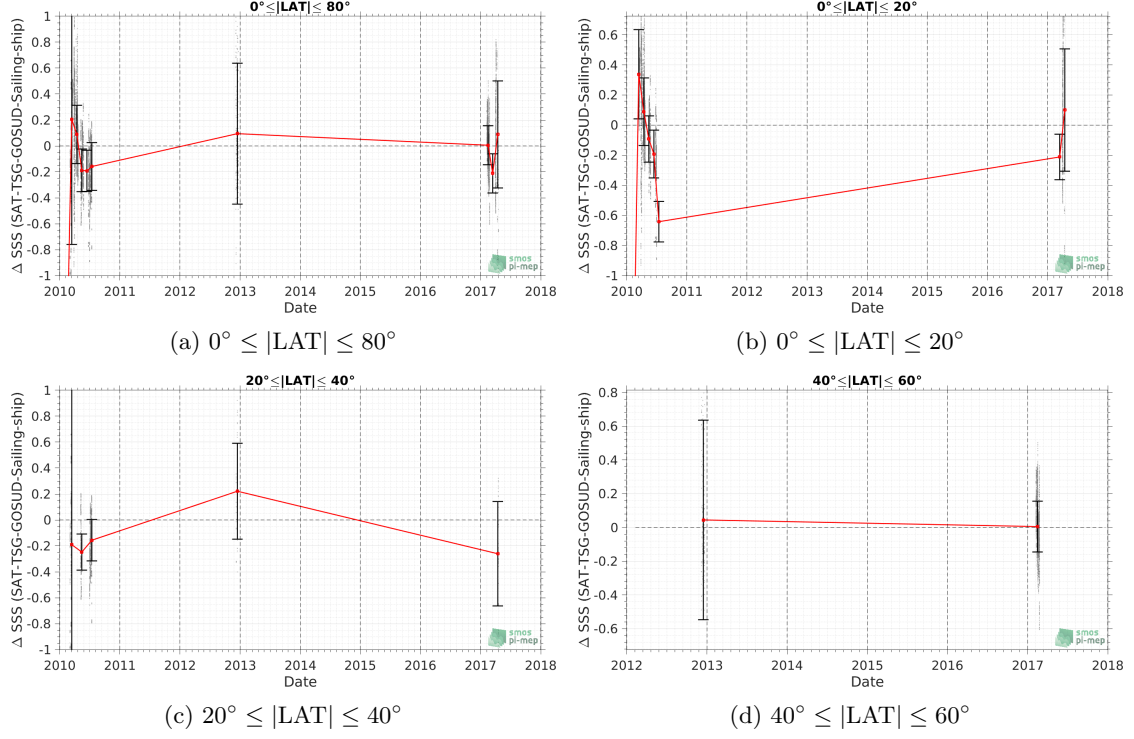 0°≤|LAT|≤ 80°
0°≤|LAT|≤ 20°
Δ SSS (SAT-TSG-GOSUD-Sailing-ship)
1
0.8
0.6
0.4
0.2
0
-0.2
-0.4
-0.6
-0.8
-1
2010 2011 2012 2013 2014 2015 2016 2017 2018
Date
smos
pi-mep
(a) 0° ≤ |LAT| ≤ 80°
Δ SSS (SAT-TSG-GOSUD-Sailing-ship)
0.6
0.4
0.2
0
-0.2
-0.4
-0.6
-0.8
-1
2010 2011 2012 2013 2014 2015 2016 2017 2018
Date
smos
pi-mep
(b) 0° ≤ |LAT| ≤ 20°
20°≤|LAT|≤ 40°
Δ SSS (SAT-TSG-GOSUD-Sailing-ship)
1
0.8
0.6
0.4
0.2
0
-0.2
-0.4
-0.6
-0.8
-1
2010 2011 2012 2013 2014 2015 2016 2017 2018
Date
smos
pi-mep
(c) 20° ≤ |LAT| ≤ 40°
40°≤|LAT|≤ 60°
Δ SSS (SAT-TSG-GOSUD-Sailing-ship)
0.8
0.6
0.4
0.2
0
-0.2
-0.4
-0.6
2012 2013 2014 2015 2016 2017 2018
Date
smos
pi-mep
(d) 40° ≤ |LAT| ≤ 60°